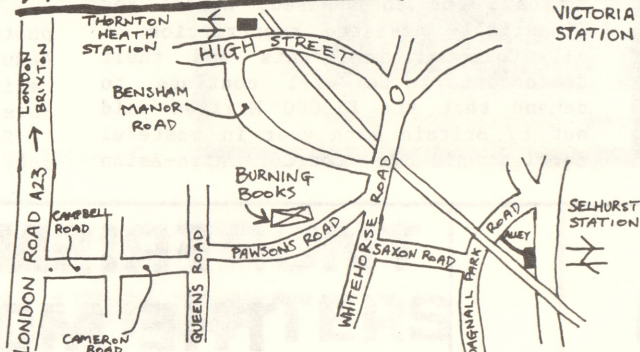 THORNTON
HEATH
STATION
HIGH STREET
VICTORIA
STATION
LONDON
BRIXTON
BENSHAM
MANOR
ROAD
LONDON ROAD A23
BURNING
BOOKS
CAMPBELL
ROAD
PAWSONS ROAD
QUEENS ROAD
WHITEHORSE ROAD
SAXON ROAD
DAGNALL PARK
ROAD
ALLEY
SELHURST
STATION
CAMERON
ROAD